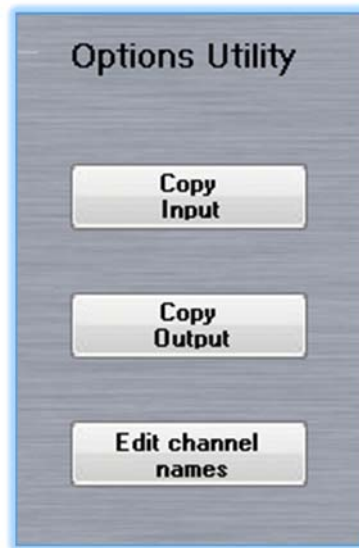 Options Utility
Copy
Input
Copy
Output
Edit channel
names